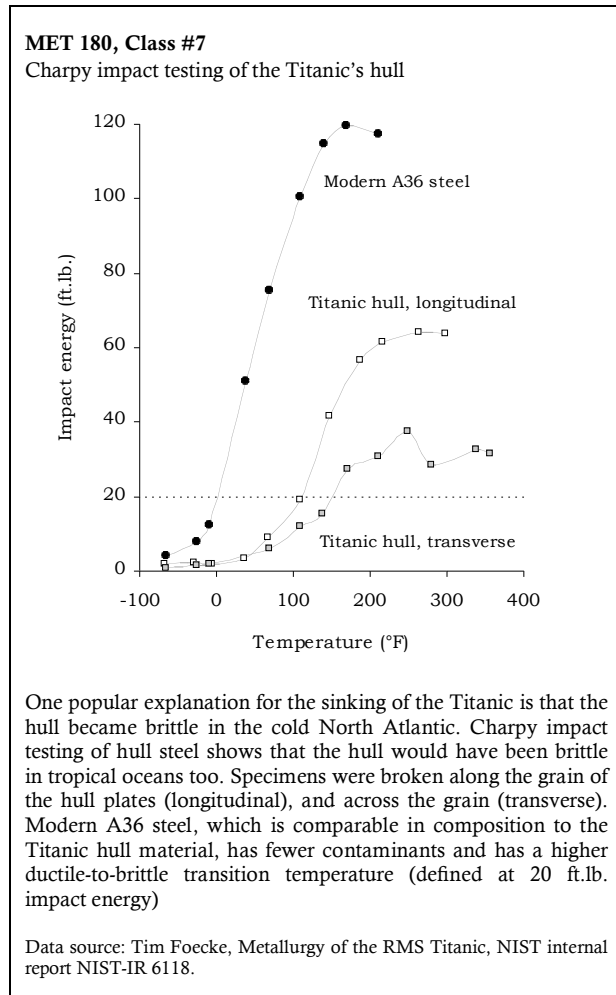 MET 180, Class #7
Charpy impact testing of the Titanic's hull
120
Modern A36 steel
100
80
Titanic hull, longitudinal
60
Impact energy (ft.lb.)
40
20
Titanic hull, transverse
0
-100 0 100 200 300 400
Temperature (°F)
One popular explanation for the sinking of the Titanic is that the
hull became brittle in the cold North Atlantic. Charpy impact
testing of hull steel shows that the hull would have been brittle
in tropical oceans too. Specimens were broken along the grain of
the hull plates (longitudinal), and across the grain (transverse).
Modern A36 steel, which is comparable in composition to the
Titanic hull material, has fewer contaminants and has a higher
ductile-to-brittle transition temperature (defined at 20 ft.lb.
impact energy)
Data source: Tim Foecke, Metallurgy of the RMS Titanic, NIST internal
report NIST-IR 6118.